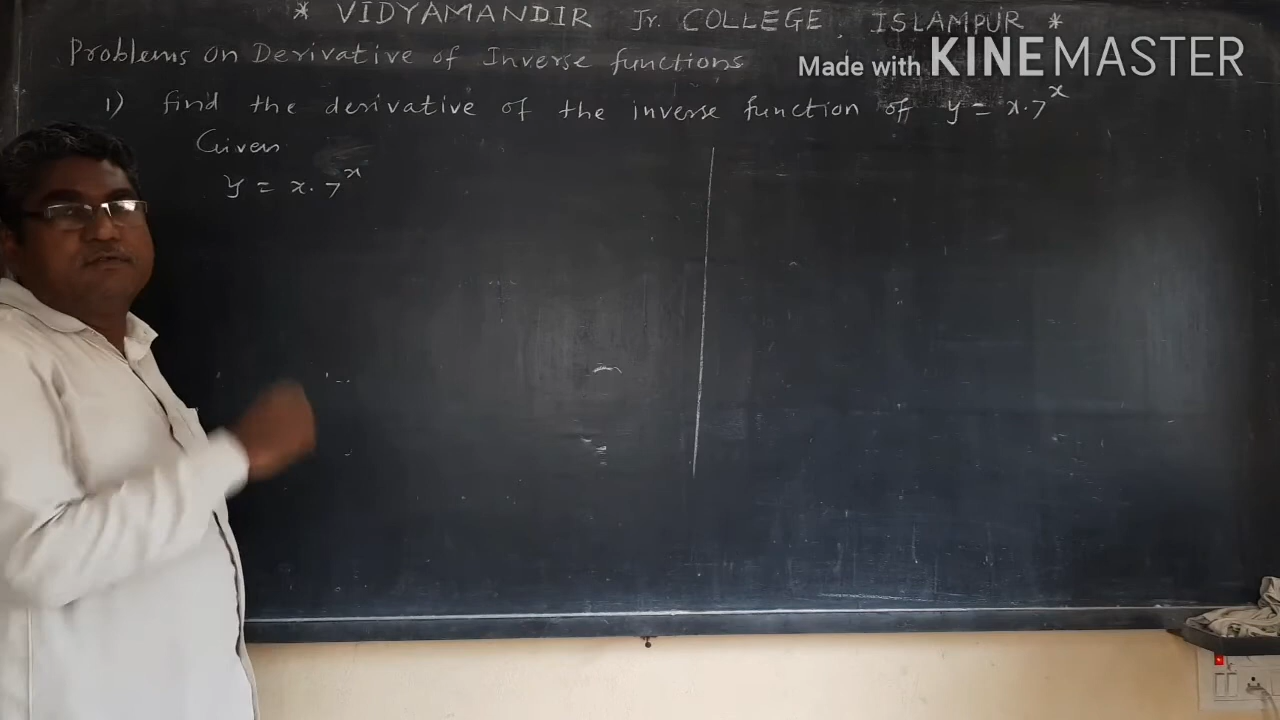 * VIDYAMANDIR Jr. COLLEGE, ISLAMPUR *
Problems On Derivative of Inverse functions
Made with KINEMASTER
1) find the derivative of the inverse function of y = x.7^x
Given
y = x.7^x